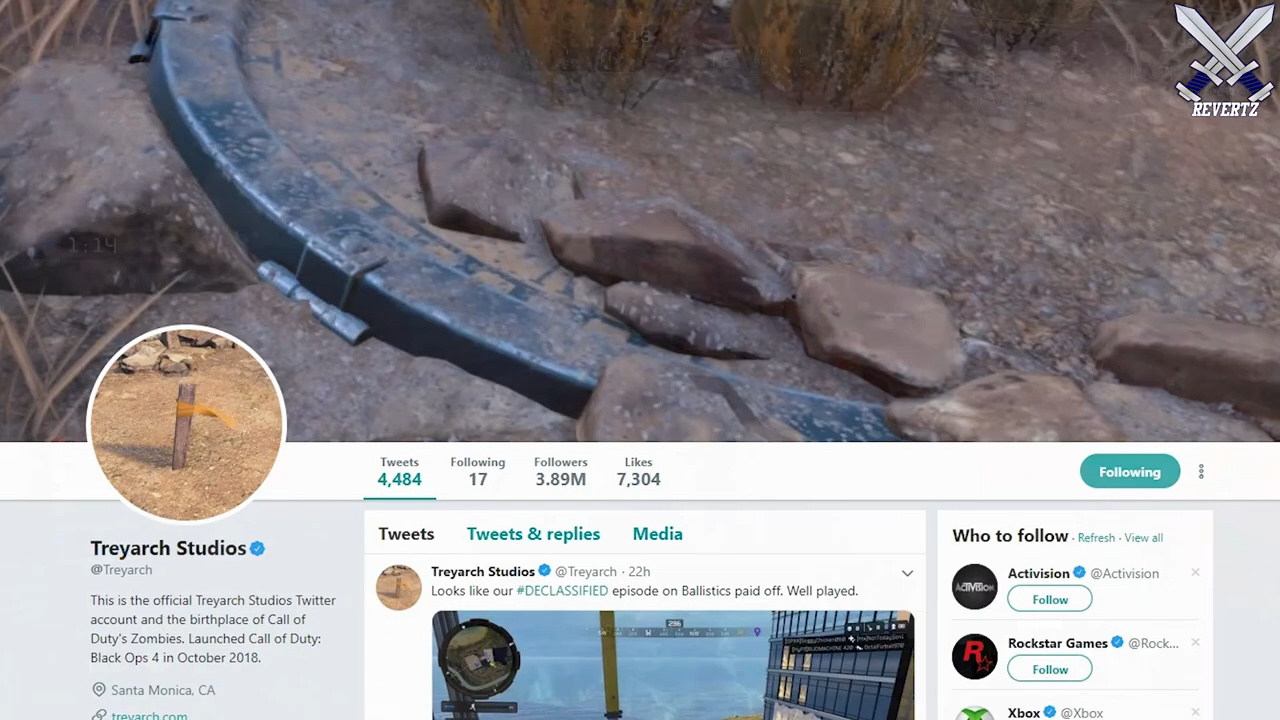 REVERTZ
1:14
Tweets
4,484
Following
17
Followers
3.89M
Likes
7,304
Following
Treyarch Studios
@Treyarch
This is the official Treyarch Studios Twitter
account and the birthplace of Call of
Duty's Zombies. Launched Call of Duty:
Black Ops 4 in October 2018.
Santa Monica, CA
treyarch.com
Tweets Tweets & replies Media
Treyarch Studios @Treyarch · 22h
Looks like our #DECLASSIFIED episode on Ballistics paid off. Well played.
296
W
Who to follow · Refresh · View all
ACTIVISION
Activision @Activision
Follow
R
Rockstar Games @Rock...
Follow
Xbox @Xbox